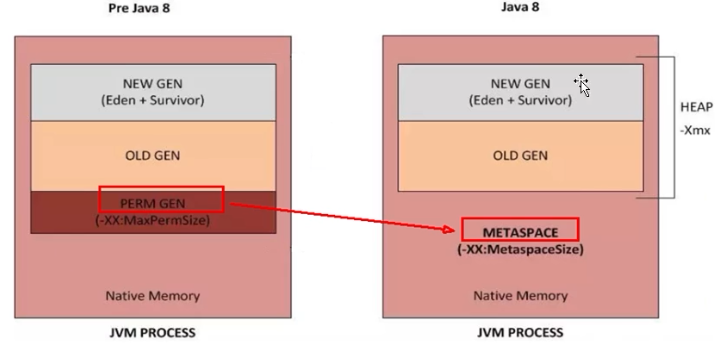 Pre Java 8
NEW GEN
(Eden + Survivor)
OLD GEN
PERM GEN
(-XX:MaxPermSize)
Native Memory
JVM PROCESS
Java 8
NEW GEN
(Eden + Survivor)
OLD GEN
HEAP
-Xmx
METASPACE
(-XX:MetaspaceSize)
Native Memory
JVM PROCESS